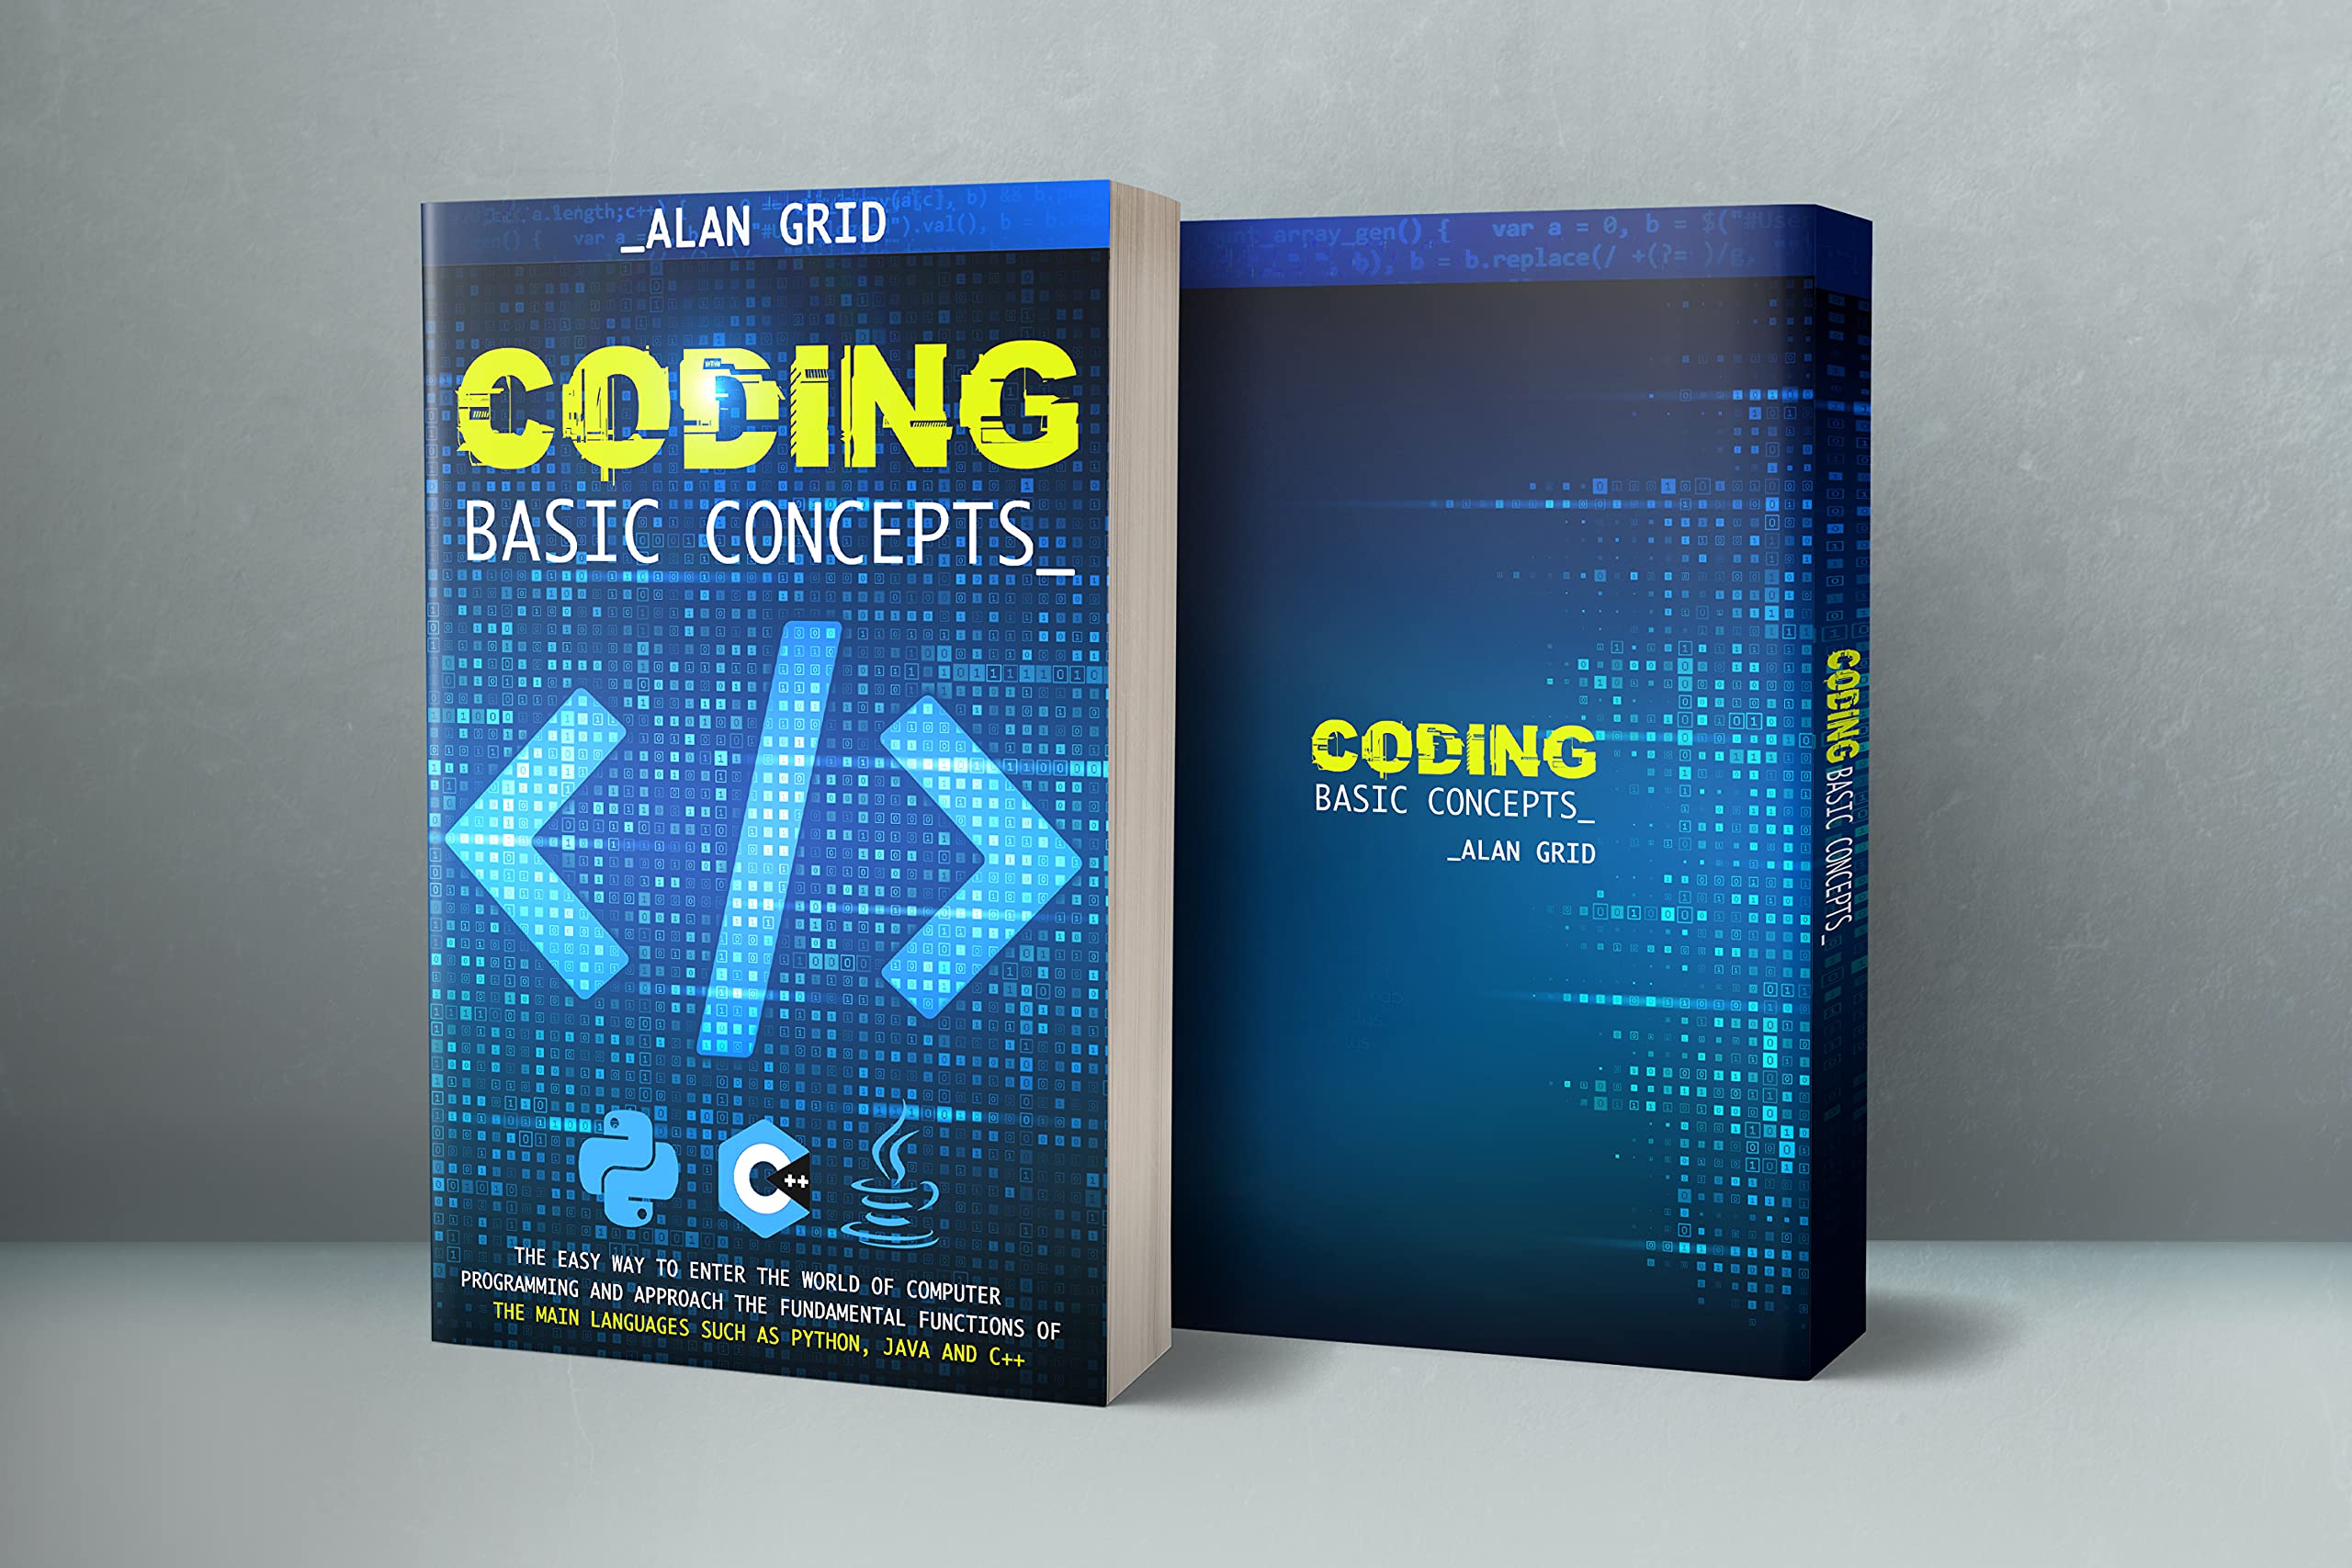 _ALAN GRID
CODING
BASIC CONCEPTS_
C++
THE EASY WAY TO ENTER THE WORLD OF COMPUTER
PROGRAMMING AND APPROACH THE FUNDAMENTAL FUNCTIONS OF
THE MAIN LANGUAGES SUCH AS PYTHON, JAVA AND C++
array_gen() { var a = 0, b = $("#User
b), b = b.replace(/ +(?= )/g,
CODING
BASIC CONCEPTS_
_ALAN GRID
CODING BASIC CONCEPTS_